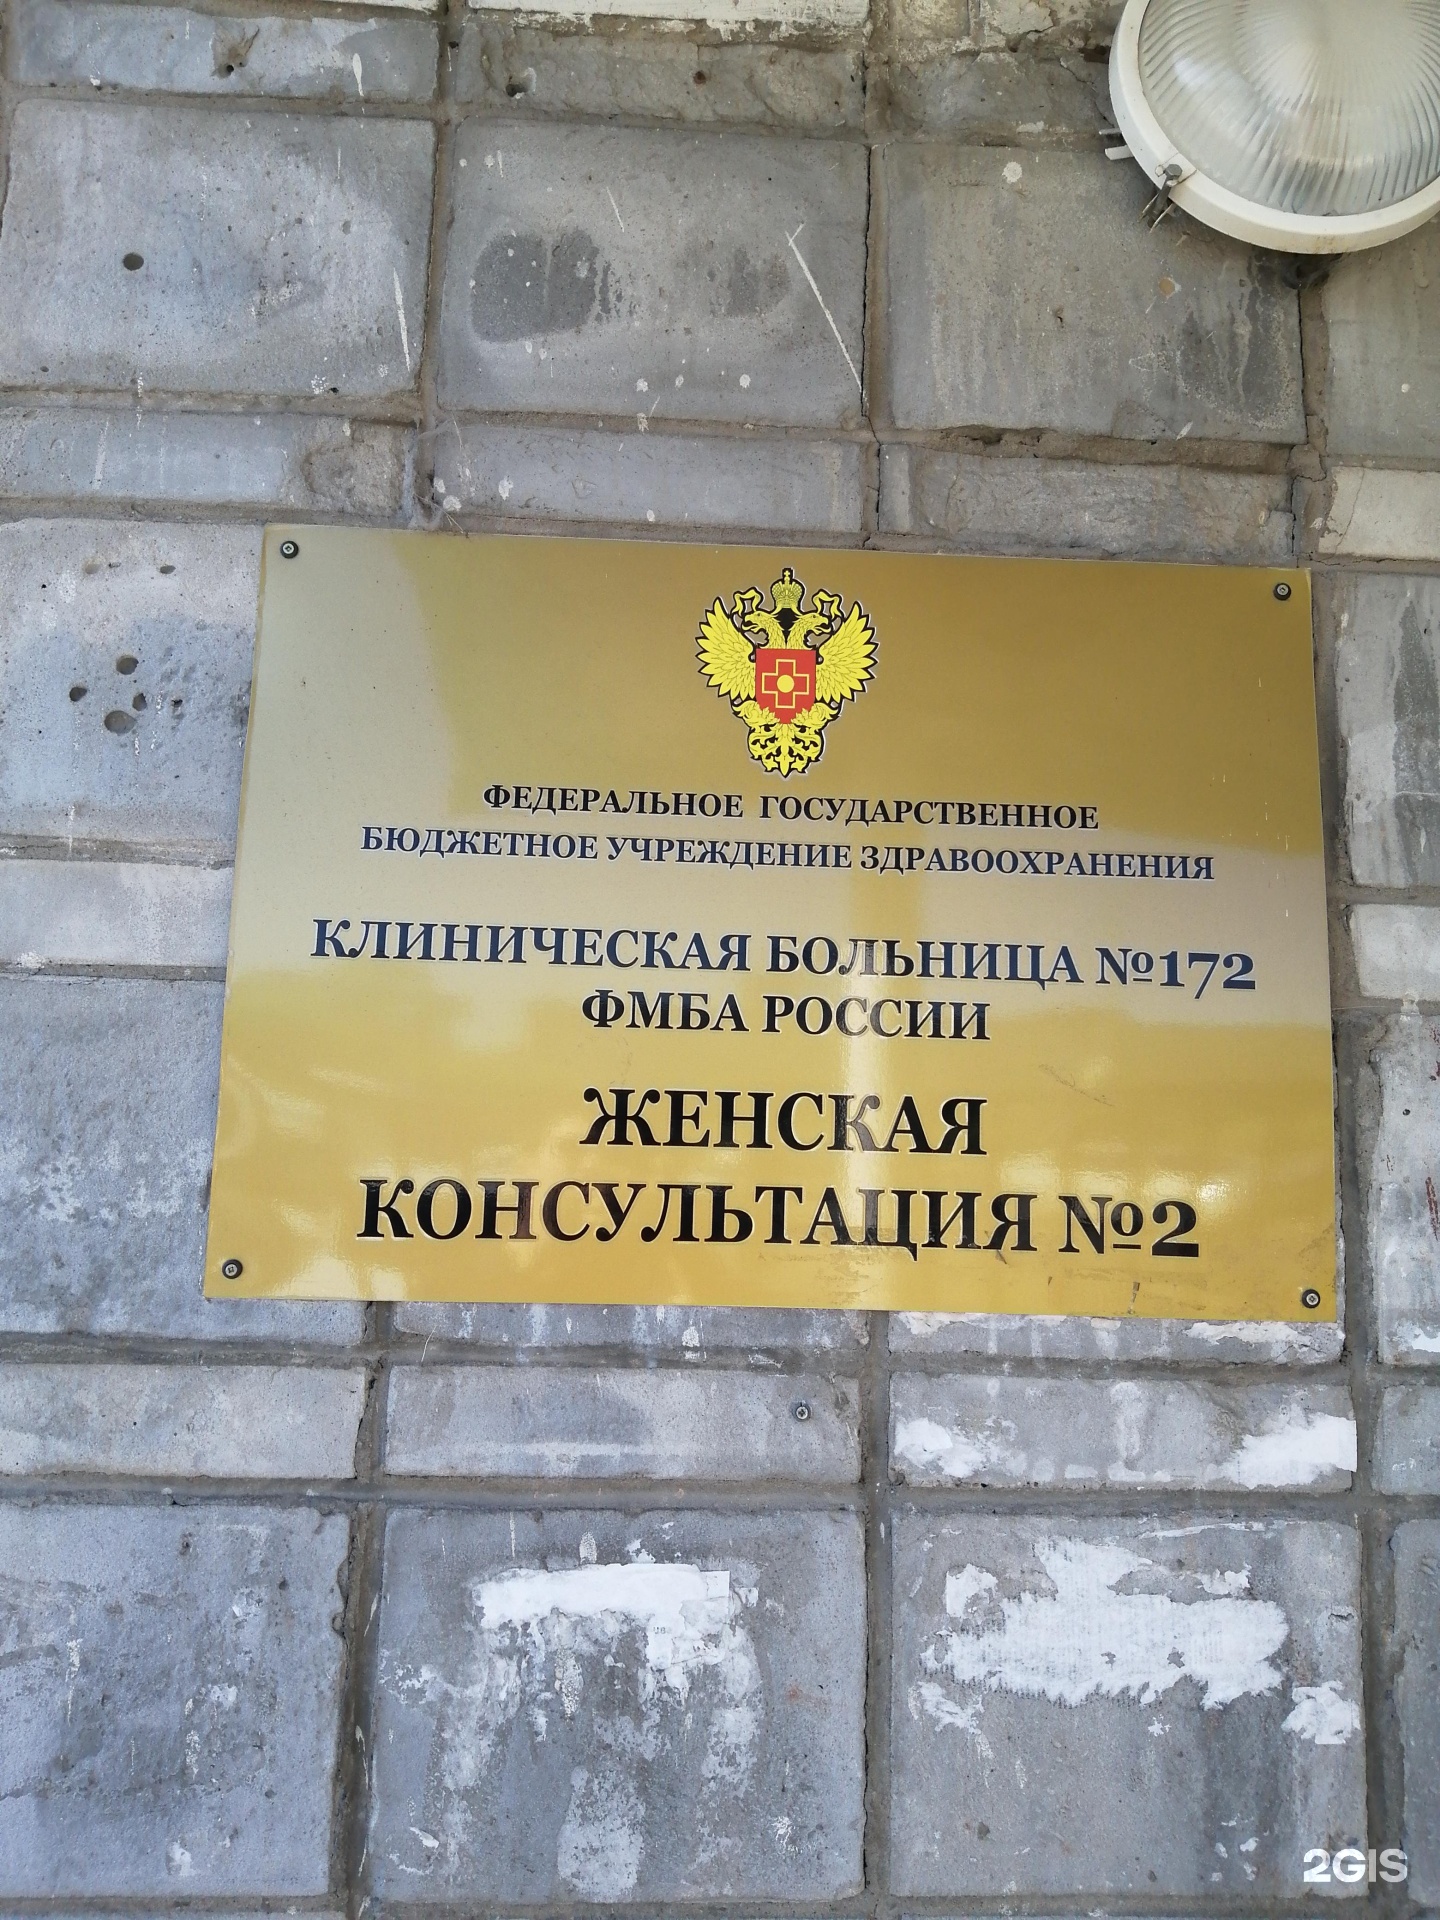 ФЕДЕРАЛЬНОЕ ГОСУДАРСТВЕННОЕ
БЮДЖЕТНОЕ УЧРЕЖДЕНИЕ ЗДРАВООХРАНЕНИЯ
КЛИНИЧЕСКАЯ БОЛЬНИЦА №172
ФМБА РОССИИ
ЖЕНСКАЯ
КОНСУЛЬТАЦИЯ №2
2GIS